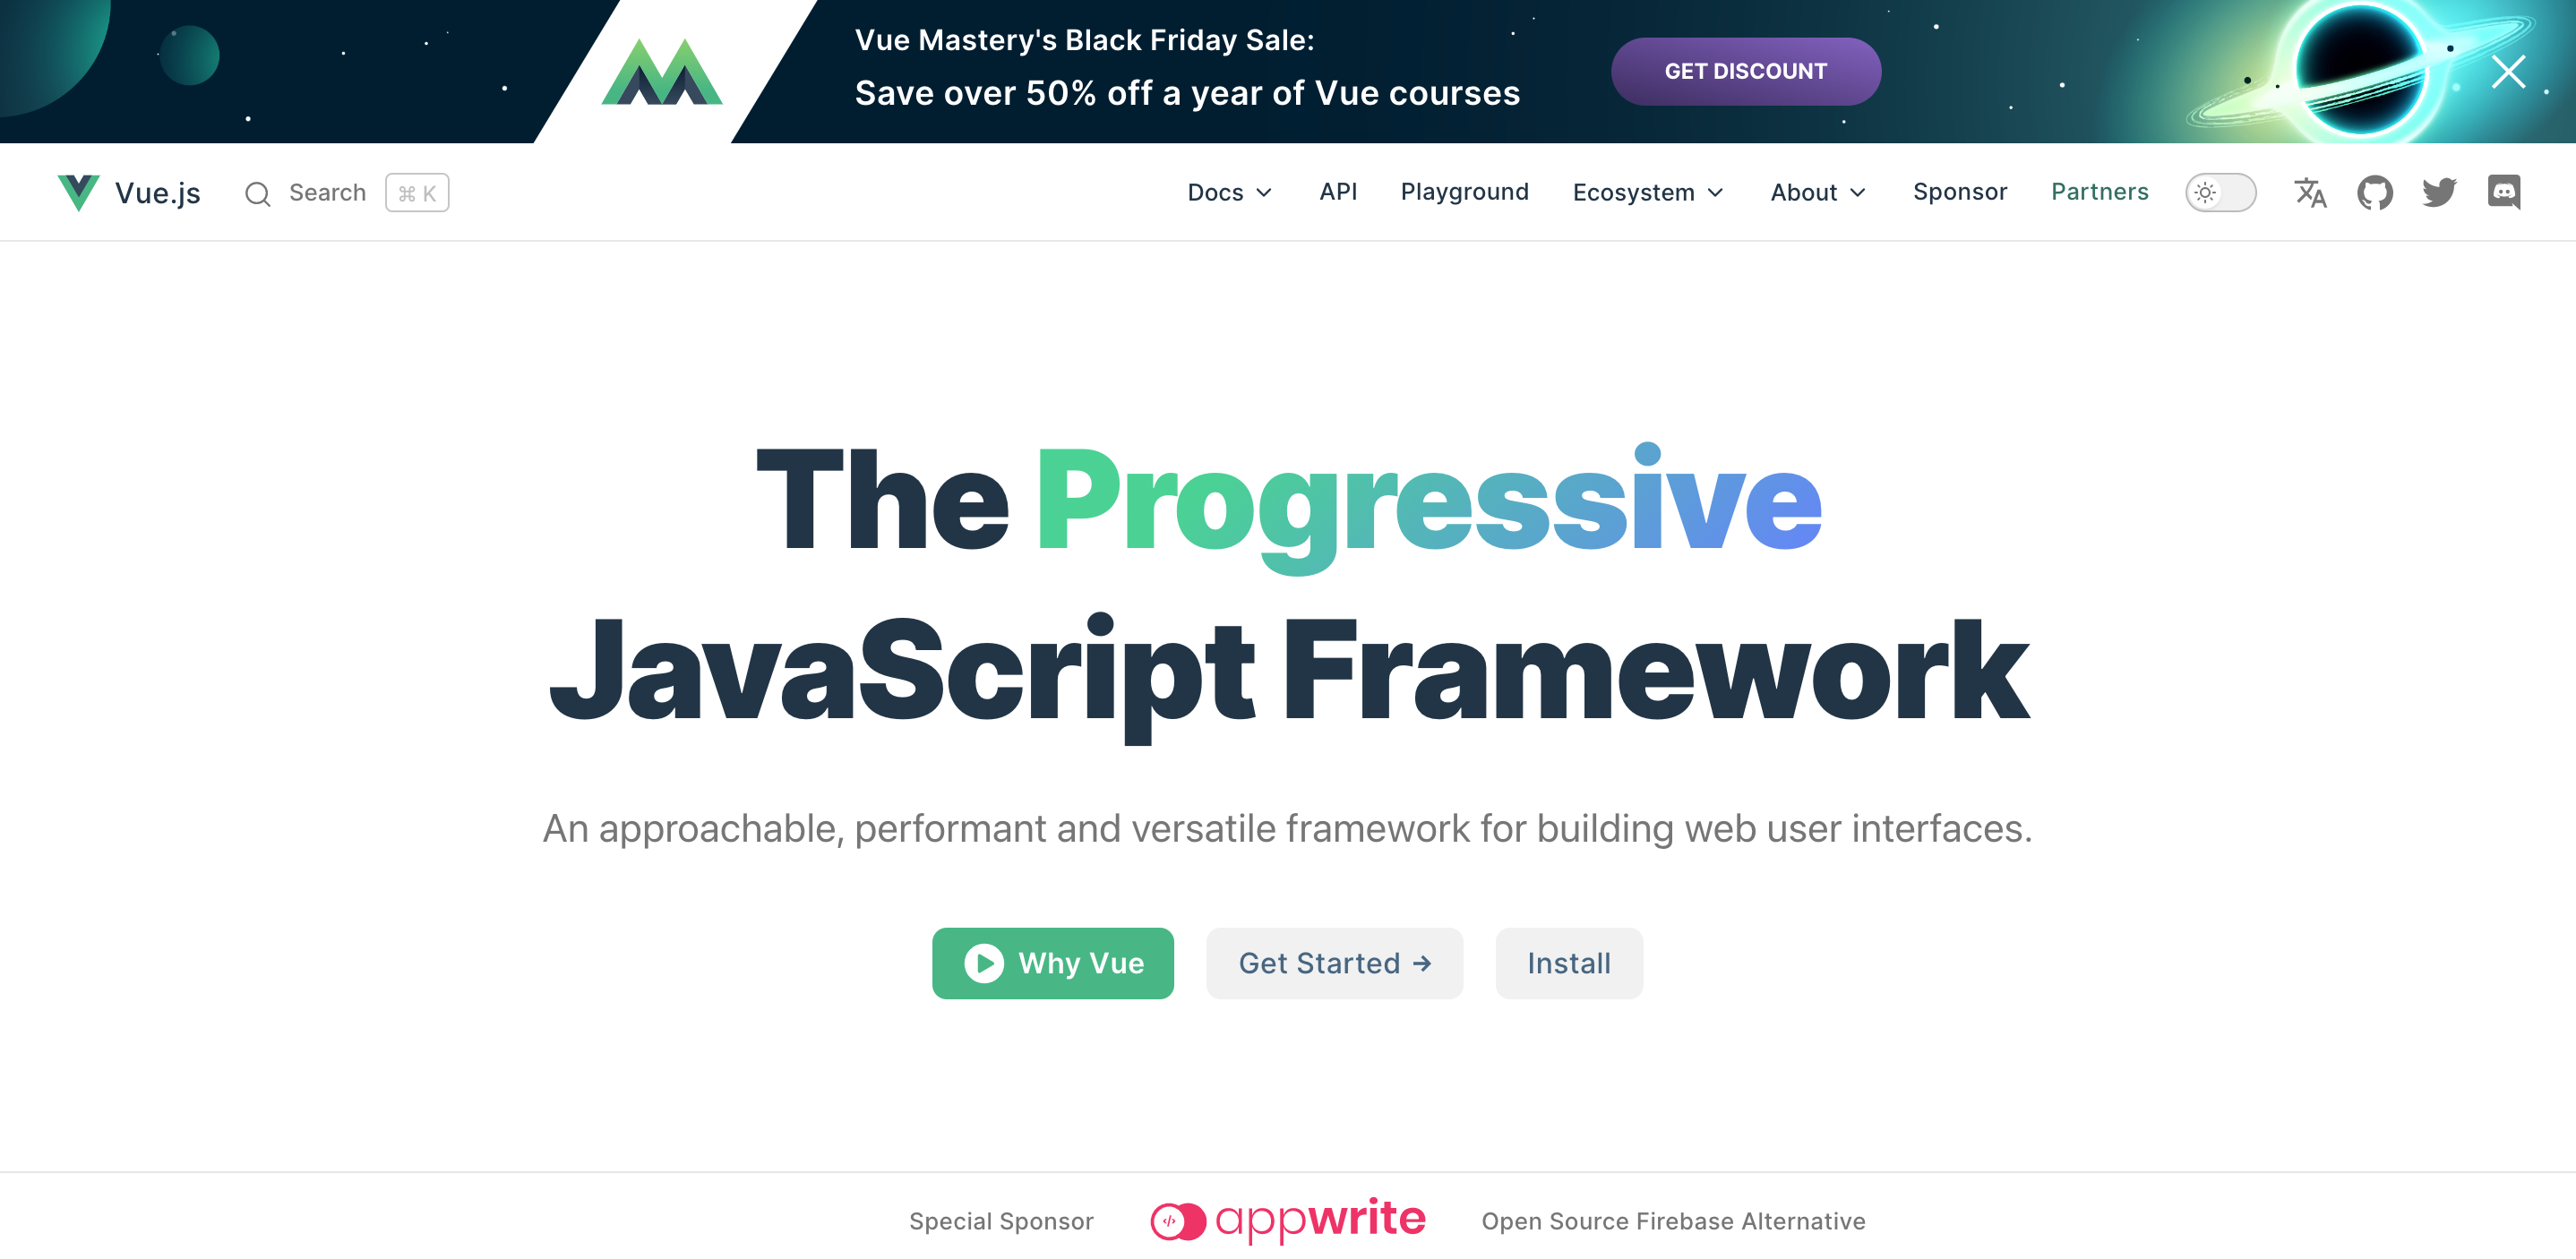 Vue Mastery's Black Friday Sale:
Save over 50% off a year of Vue courses
GET DISCOUNT
Vue.js Search ⌘ K Docs API Playground Ecosystem About Sponsor Partners
The Progressive
JavaScript Framework
An approachable, performant and versatile framework for building web user interfaces.
Why Vue Get Started → Install
Special Sponsor appwrite Open Source Firebase Alternative